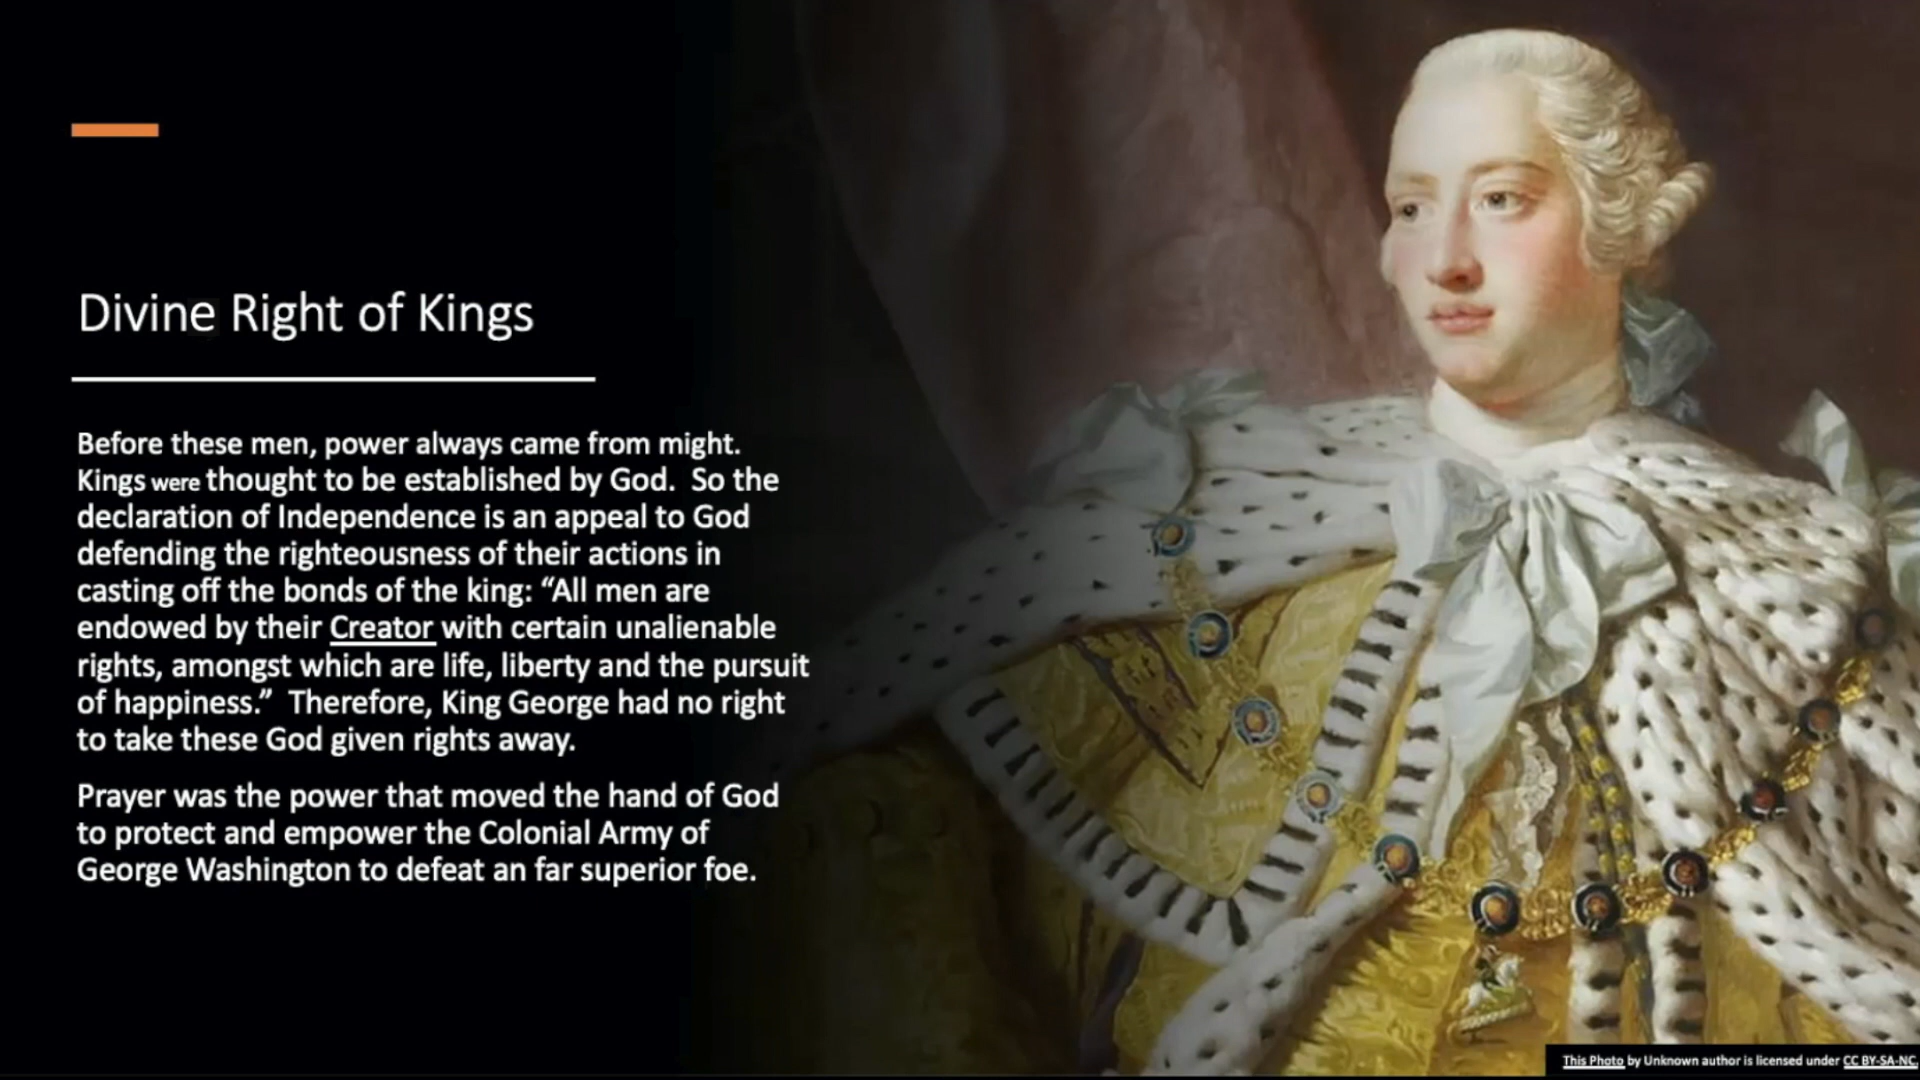 Divine Right of Kings
Before these men, power always came from might.
Kings were thought to be established by God.  So the
declaration of Independence is an appeal to God
defending the righteousness of their actions in
casting off the bonds of the king: “All men are
endowed by their Creator with certain unalienable
rights, amongst which are life, liberty and the pursuit
of happiness.”  Therefore, King George had no right
to take these God given rights away.
Prayer was the power that moved the hand of God
to protect and empower the Colonial Army of
George Washington to defeat an far superior foe.
This Photo by Unknown author is licensed under CC BY-SA-NC.